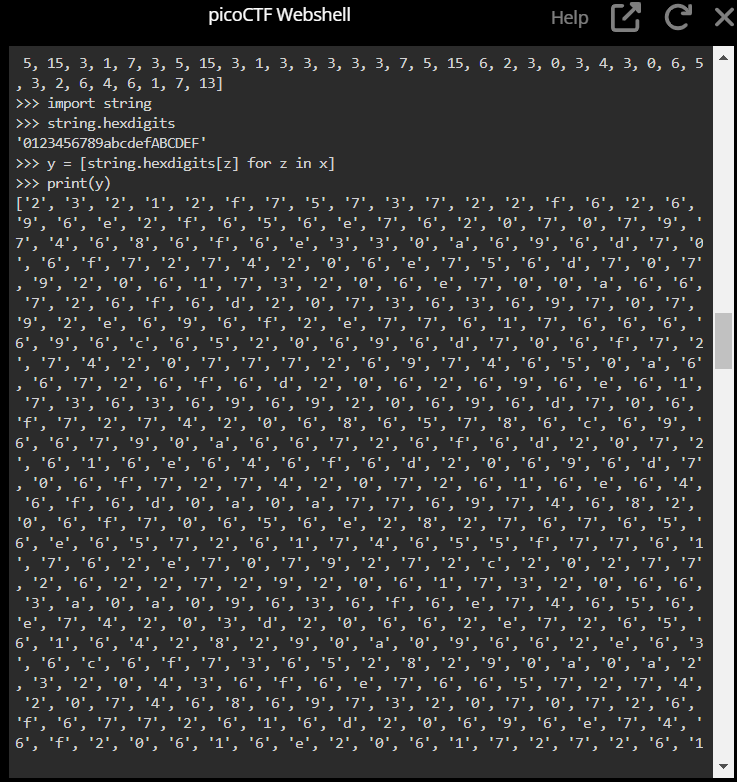 picoCTF Webshell
Help
5, 15, 3, 1, 7, 3, 5, 15, 3, 1, 3, 3, 3, 3, 3, 7, 5, 15, 6, 2, 3, 0, 3, 4, 3, 0, 6, 5
, 3, 2, 6, 4, 6, 1, 7, 13]
>>> import string
>>> string.hexdigits
'0123456789abcdefABCDEF'
>>> y = [string.hexdigits[z] for z in x]
>>> print(y)
['2', '3', '2', '1', '2', 'f', '7', '5', '7', '3', '7', '2', '2', 'f', '6', '2', '6', '
9', '6', 'e', '2', 'f', '6', '5', '6', 'e', '7', '6', '2', '0', '7', '0', '7', '9', '
7', '4', '6', '8', '6', 'f', '6', 'e', '3', '3', '0', 'a', '6', '9', '6', 'd', '7', '0
', '6', 'f', '7', '2', '7', '4', '2', '0', '6', 'e', '7', '5', '6', 'd', '7', '0', '7'
, '9', '2', '0', '6', '1', '7', '3', '2', '0', '6', 'e', '7', '0', '0', 'a', '6', '6',
'7', '2', '6', 'f', '6', 'd', '2', '0', '7', '3', '6', '3', '6', '9', '7', '0', '7', '
9', '2', 'e', '6', '9', '6', 'f', '2', 'e', '7', '7', '6', '1', '7', '6', '6', '6', '
6', '9', '6', 'c', '6', '5', '2', '0', '6', '9', '6', 'd', '7', '0', '6', 'f', '7', '2
', '7', '4', '2', '0', '7', '7', '7', '2', '6', '9', '7', '4', '6', '5', '0', 'a', '6'
, '6', '7', '2', '6', 'f', '6', 'd', '2', '0', '6', '2', '6', '9', '6', 'e', '6', '1',
'7', '3', '6', '3', '6', '9', '6', '9', '2', '0', '6', '9', '6', 'd', '7', '0', '6', '
f', '7', '2', '7', '4', '2', '0', '6', '8', '6', '5', '7', '8', '6', 'c', '6', '9', '
6', '6', '7', '9', '0', 'a', '6', '6', '7', '2', '6', 'f', '6', 'd', '2', '0', '7', '2
', '6', '1', '6', 'e', '6', '4', '6', 'f', '6', 'd', '2', '0', '6', '9', '6', 'd', '7'
, '0', '6', 'f', '7', '2', '7', '4', '2', '0', '7', '2', '6', '1', '6', 'e', '6', '4',
'6', 'f', '6', 'd', '0', 'a', '0', 'a', '7', '7', '6', '9', '7', '4', '6', '8', '2', '
0', '6', 'f', '7', '0', '6', '5', '6', 'e', '2', '8', '2', '7', '6', '7', '6', '5', '
6', 'e', '6', '5', '7', '2', '6', '1', '7', '4', '6', '5', '5', 'f', '7', '7', '6', '1
', '7', '6', '2', 'e', '7', '0', '7', '9', '2', '7', '2', 'c', '2', '0', '2', '7', '7'
, '2', '6', '2', '2', '7', '2', '9', '2', '0', '6', '1', '7', '3', '2', '0', '6', '6',
'3', 'a', '0', 'a', '0', '9', '6', '3', '6', 'f', '6', 'e', '7', '4', '6', '5', '6', '
e', '7', '4', '2', '0', '3', 'd', '2', '0', '6', '6', '2', 'e', '7', '2', '6', '5', '
6', '1', '6', '4', '2', '8', '2', '9', '0', 'a', '0', '9', '6', '6', '2', 'e', '6', '3
', '6', 'c', '6', 'f', '7', '3', '6', '5', '2', '8', '2', '9', '0', 'a', '0', 'a', '2'
, '3', '2', '0', '4', '3', '6', 'f', '6', 'e', '7', '6', '6', '5', '7', '2', '7', '4',
'2', '0', '7', '4', '6', '8', '6', '9', '7', '3', '2', '0', '7', '0', '7', '2', '6', '
f', '6', '7', '7', '2', '6', '1', '6', 'd', '2', '0', '6', '9', '6', 'e', '7', '4', '
6', 'f', '2', '0', '6', '1', '6', 'e', '2', '0', '6', '1', '7', '2', '7', '2', '6', '1